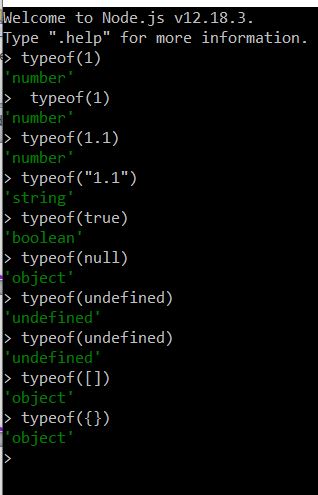 Welcome to Node.js v12.18.3.
Type ".help" for more information.
> typeof(1)
'number'
>  typeof(1)
'number'
> typeof(1.1)
'number'
> typeof("1.1")
'string'
> typeof(true)
'boolean'
> typeof(null)
'object'
> typeof(undefined)
'undefined'
> typeof(undefined)
'undefined'
> typeof([])
'object'
> typeof({})
'object'
>